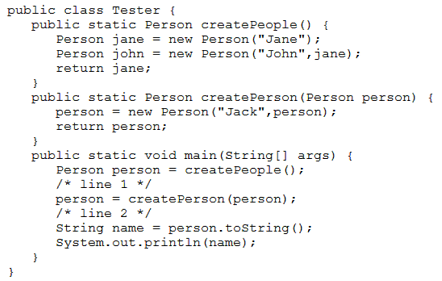 public class Tester {
public static Person createPeople() {
Person jane = new Person("Jane");
Person john = new Person("John",jane);
return jane;
}
public static Person createPerson(Person person) {
person = new Person("Jack",person);
return person;
}
public static void main(String[] args) {
Person person = createPeople();
/* line 1 */
person = createPerson(person);
/* line 2 */
String name = person.toString();
System.out.println(name);
}
}